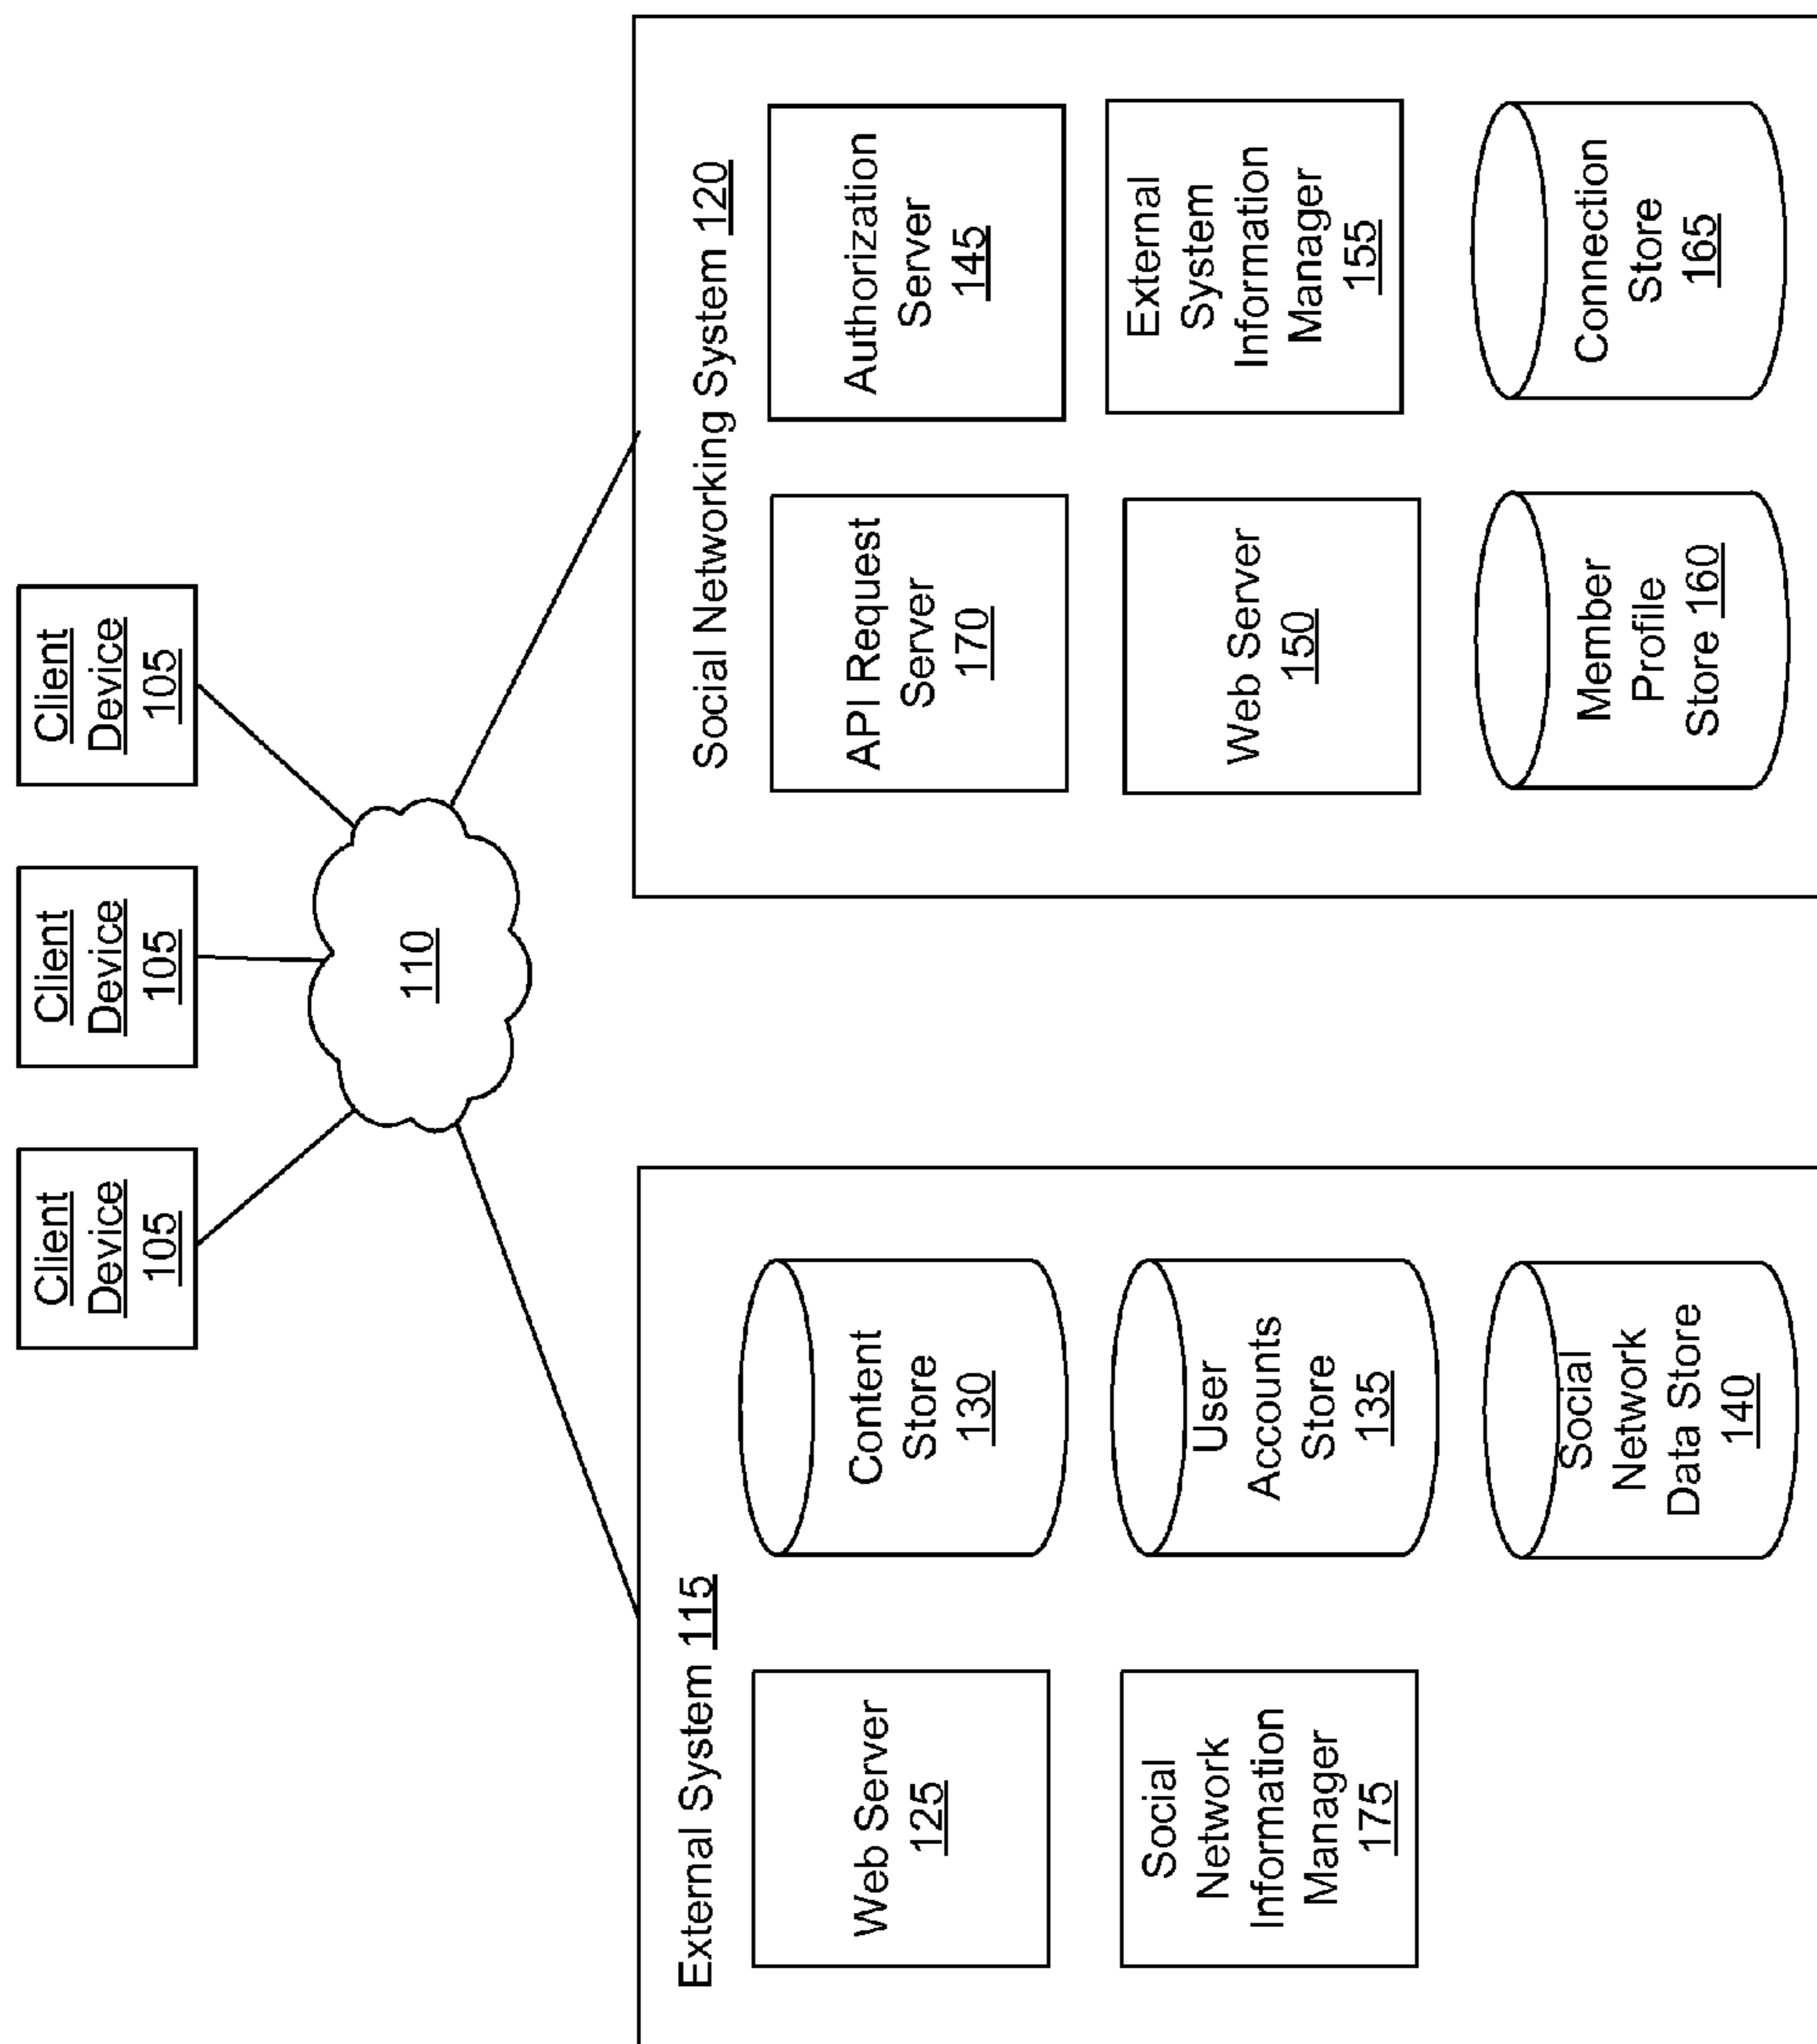 Client
Device
105
Client
Device
105
Client
Device
105
110
External System 115
Web Server
125
Content
Store
130
Social
Network
Information
Manager
175
User
Accounts
Store
135
Social
Network
Data Store
140
Social Networking System 120
API Request
Server
170
Authorization
Server
145
Web Server
150
External
System
Information
Manager
155
Member
Profile
Store 160
Connection
Store
165